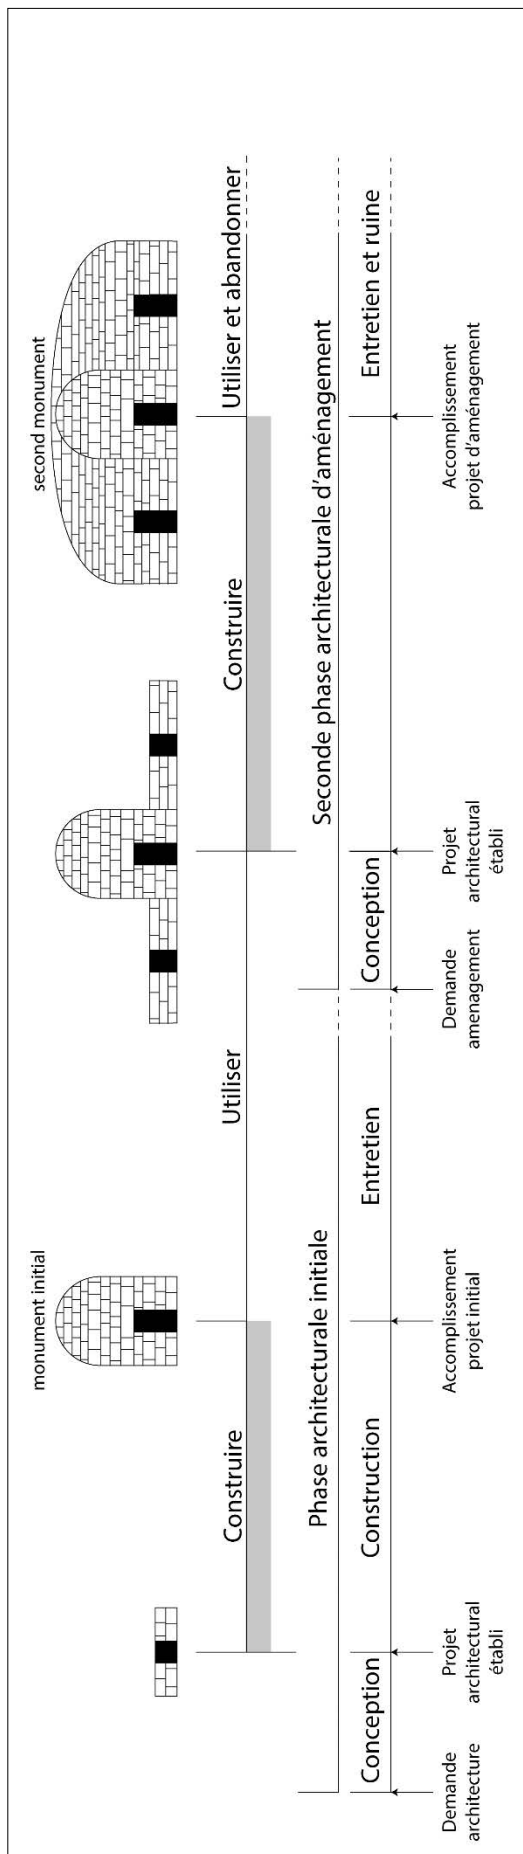 monument initial
second monument
Construire
Utiliser
Construire
Utiliser et abandonner
Phase architecturale initiale
Seconde phase architecturale d'aménagement
Conception
Construction
Entretien
Conception
Entretien et ruine
Demande
architecture
Projet
architectural
établi
Accomplissement
projet initial
Demande
amenagement
Projet
architectural
établi
Accomplissement
projet d'aménagement